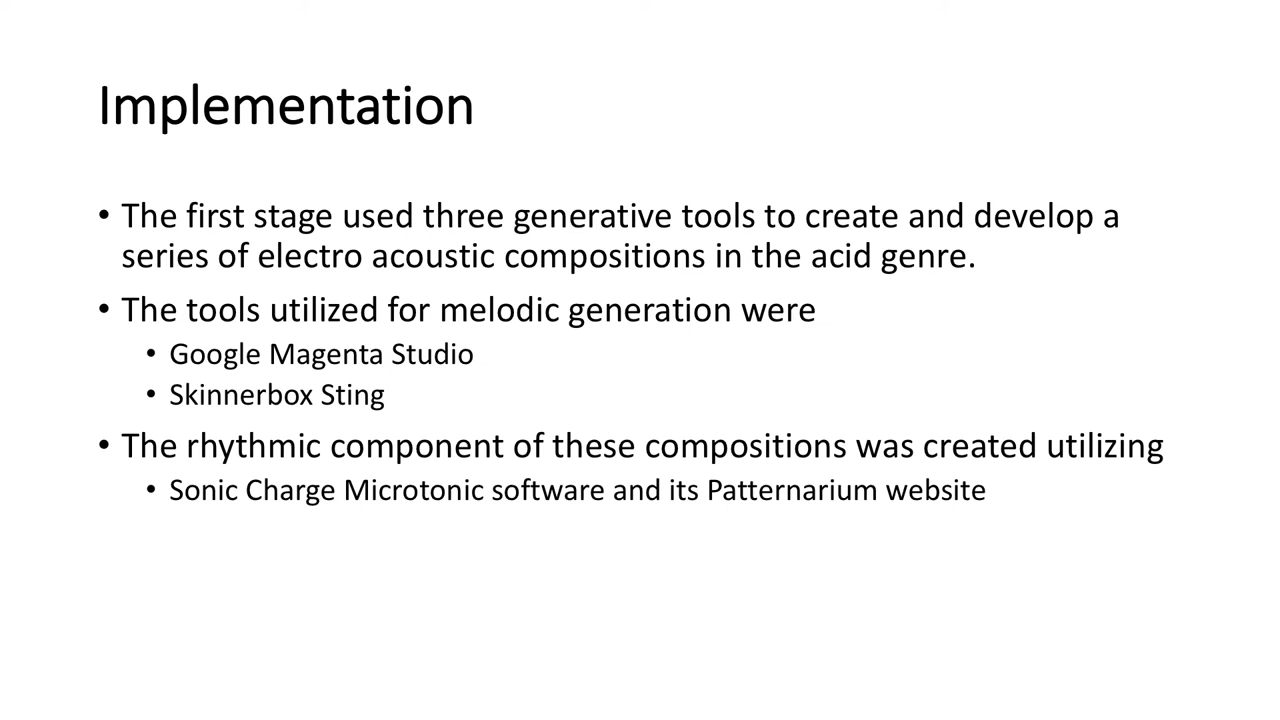 Implementation
• The first stage used three generative tools to create and develop a
series of electro acoustic compositions in the acid genre.
• The tools utilized for melodic generation were
• Google Magenta Studio
• Skinnerbox Sting
• The rhythmic component of these compositions was created utilizing
• Sonic Charge Microtonic software and its Patternarium website